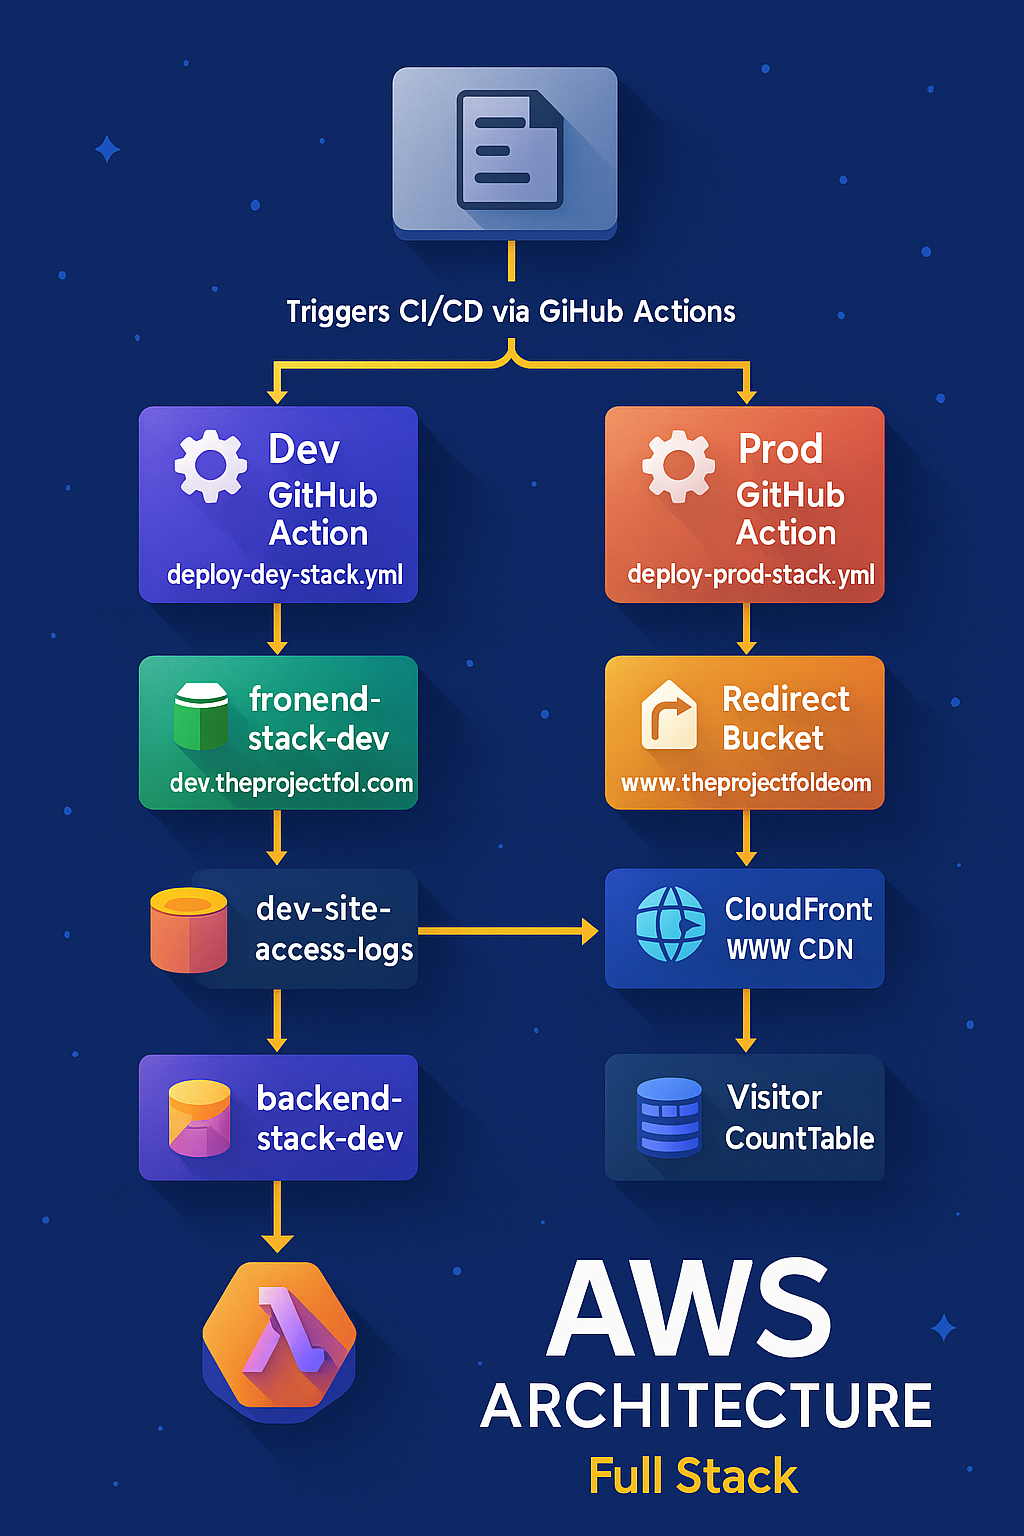 Triggers CI/CD via GiHub Actions
Dev
GitHub
Action
deploy-dey-stack.yml
Prod
GitHub
Action
deploy-prod-stack.yml
fronend-
stack-dev
dev.theprojectfol.com
Redirect
Bucket
www.theprojectfoldeom
dev-site-
access-logs
CloudFront
WWW CDN
backend-
stack-dev
Visitor
CountTable
AWS
ARCHITECTURE
Full Stack